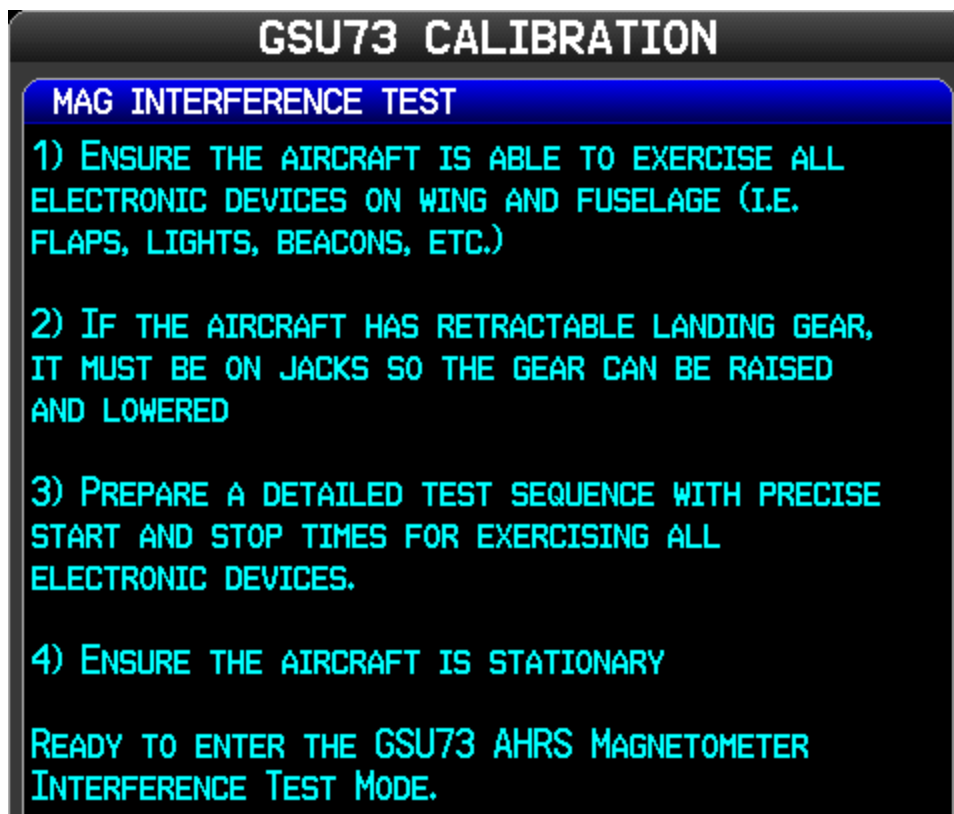 GSU73 CALIBRATION
MAG INTERFERENCE TEST
1) ENSURE THE AIRCRAFT IS ABLE TO EXERCISE ALL
ELECTRONIC DEVICES ON WING AND FUSELAGE (I.E.
FLAPS, LIGHTS, BEACONS, ETC.)
2) IF THE AIRCRAFT HAS RETRACTABLE LANDING GEAR,
IT MUST BE ON JACKS SO THE GEAR CAN BE RAISED
AND LOWERED
3) PREPARE A DETAILED TEST SEQUENCE WITH PRECISE
START AND STOP TIMES FOR EXERCISING ALL
ELECTRONIC DEVICES.
4) ENSURE THE AIRCRAFT IS STATIONARY
READY TO ENTER THE GSU73 AHRS MAGNETOMETER
INTERFERENCE TEST MODE.